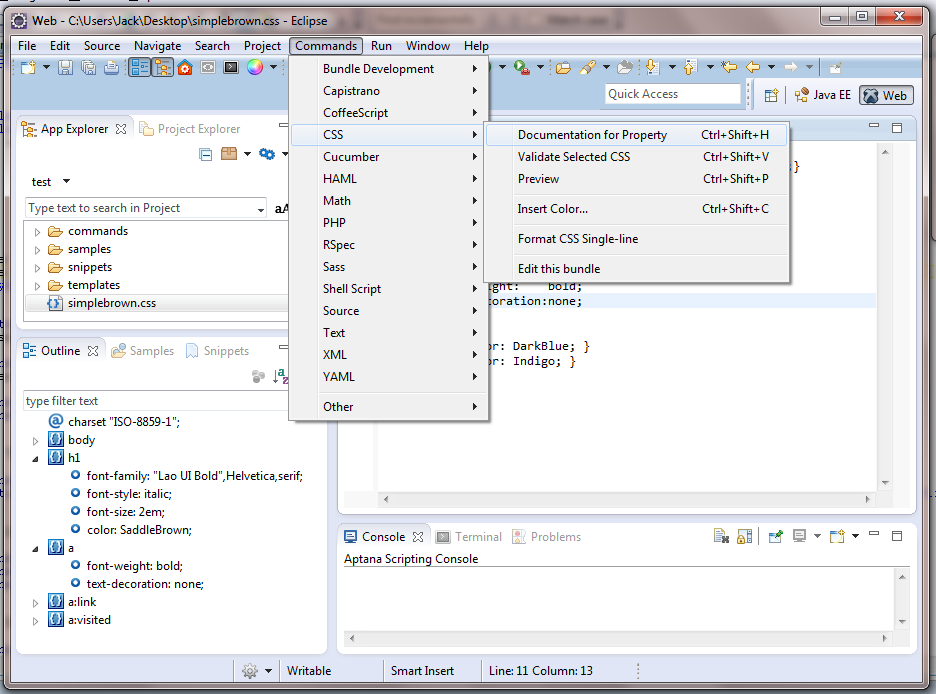 Web - C:\Users\Jack\Desktop\simplebrown.css - Eclipse
File Edit Source Navigate Search Project Commands Run Window Help
Quick Access
Java EE
Web
App Explorer
Project Explorer
test
Type text to search in Project
commands
samples
snippets
templates
simplebrown.css
Bundle Development
Capistrano
CoffeeScript
CSS
Cucumber
HAML
Math
PHP
RSpec
Sass
Shell Script
Source
Text
XML
YAML
Other
Documentation for Property Ctrl+Shift+H
Validate Selected CSS Ctrl+Shift+V
Preview Ctrl+Shift+P
Insert Color... Ctrl+Shift+C
Format CSS Single-line
Edit this bundle
;}
ght: bold;
oration:none;
or: DarkBlue; }
or: Indigo; }
Outline
Samples
Snippets
type filter text
charset "ISO-8859-1";
body
h1
font-family: "Lao UI Bold",Helvetica,serif;
font-style: italic;
font-size: 2em;
color: SaddleBrown;
a
font-weight: bold;
text-decoration: none;
a:link
a:visited
Console
Terminal
Problems
Aptana Scripting Console
Writable
Smart Insert
Line: 11 Column: 13